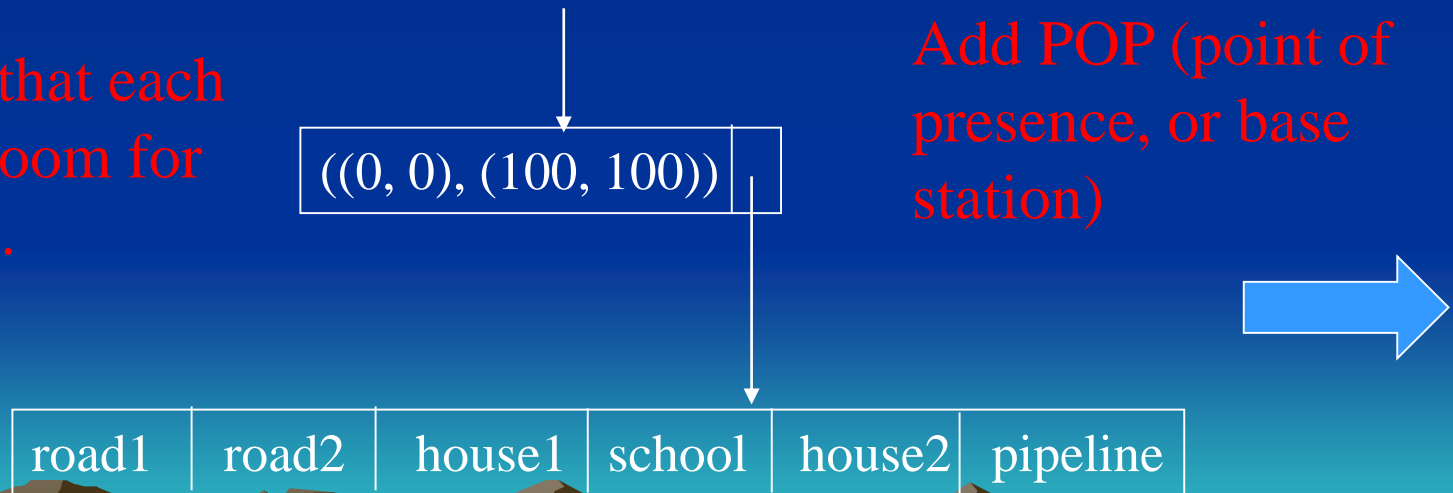 that each
oom for
.
((0, 0), (100, 100))
Add POP (point of
presence, or base
station)
road1 road2 house1 school house2 pipeline